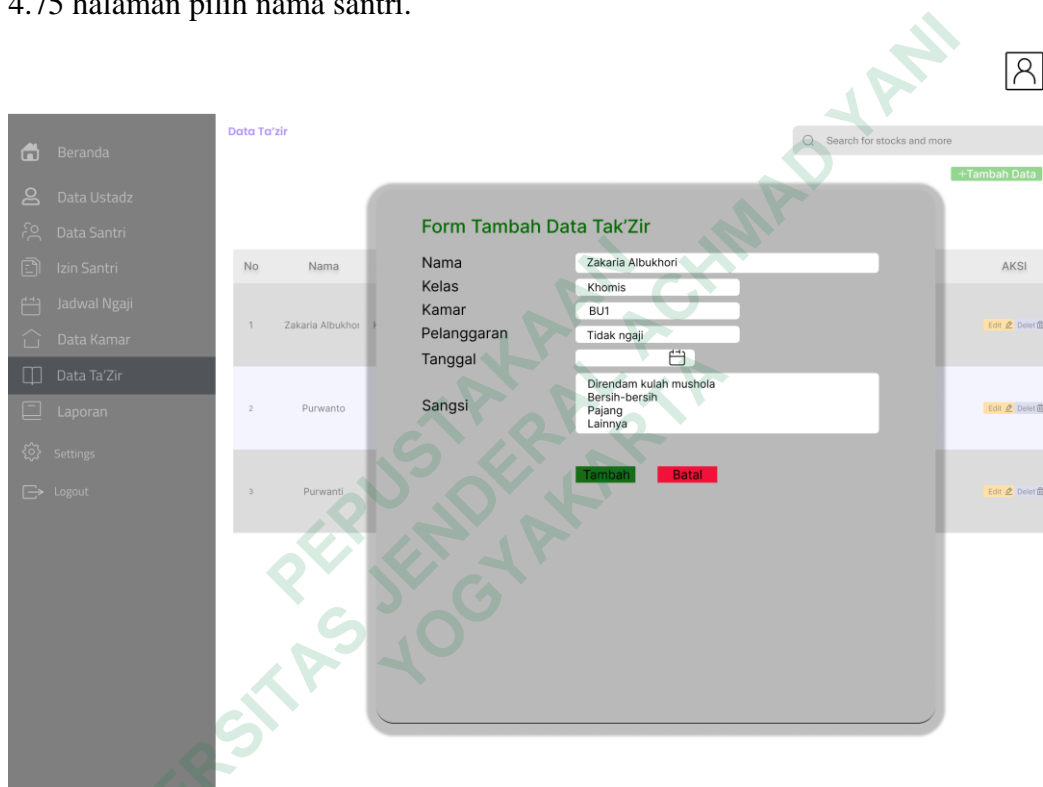 4.75 halaman pilih nama santri.
Data Ta'zir
Search for stocks and more
+Tambah Data
Beranda
Data Ustadz
Data Santri
Izin Santri
Jadwal Ngaji
Data Kamar
Data Ta'Zir
Laporan
Settings
Logout
No Nama AKSI
1 Zakaria Albukhor Edit Delet
2 Purwanto Edit Delet
3 Purwanti Edit Delet
Form Tambah Data Tak'Zir
Nama Zakaria Albukhori
Kelas Khomis
Kamar BU1
Pelanggaran Tidak ngaji
Tanggal
Sangsi
Direndam kulah mushola
Bersih-bersih
Pajang
Lainnya
Tambah Batal
PEPUSTAKAAN
ERSITAS JENDERAL ACHMAD YANI
YOGYAKARTA